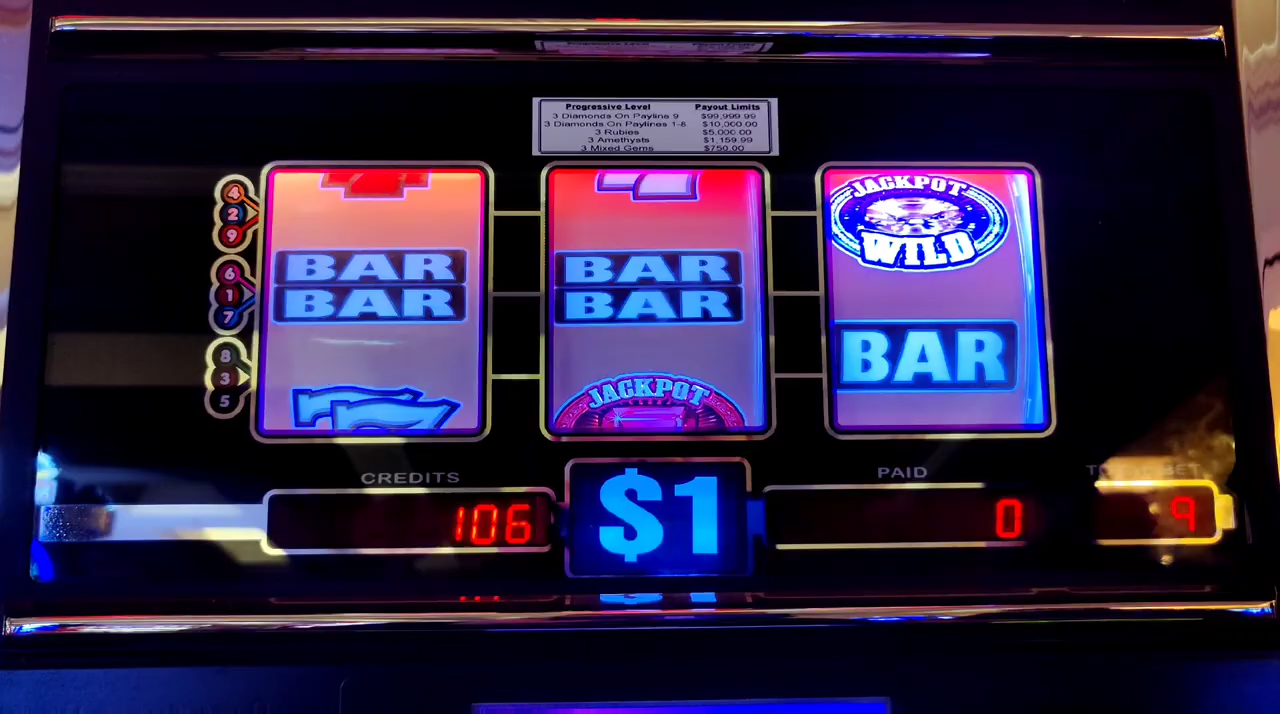 Progressive Level Payout Limits
3 Diamonds On Payline 9 $99,999.99
3 Diamonds On Paylines 1-8 $10,000.00
3 Rubies $5,000.00
3 Amethysts $1,159.99
3 Mixed Gems $750.00
4
2
9
6
1
7
8
3
5
BAR
BAR
BAR
BAR
JACKPOT
JACKPOT
WILD
BAR
CREDITS
106
$1
PAID
0
BET
9